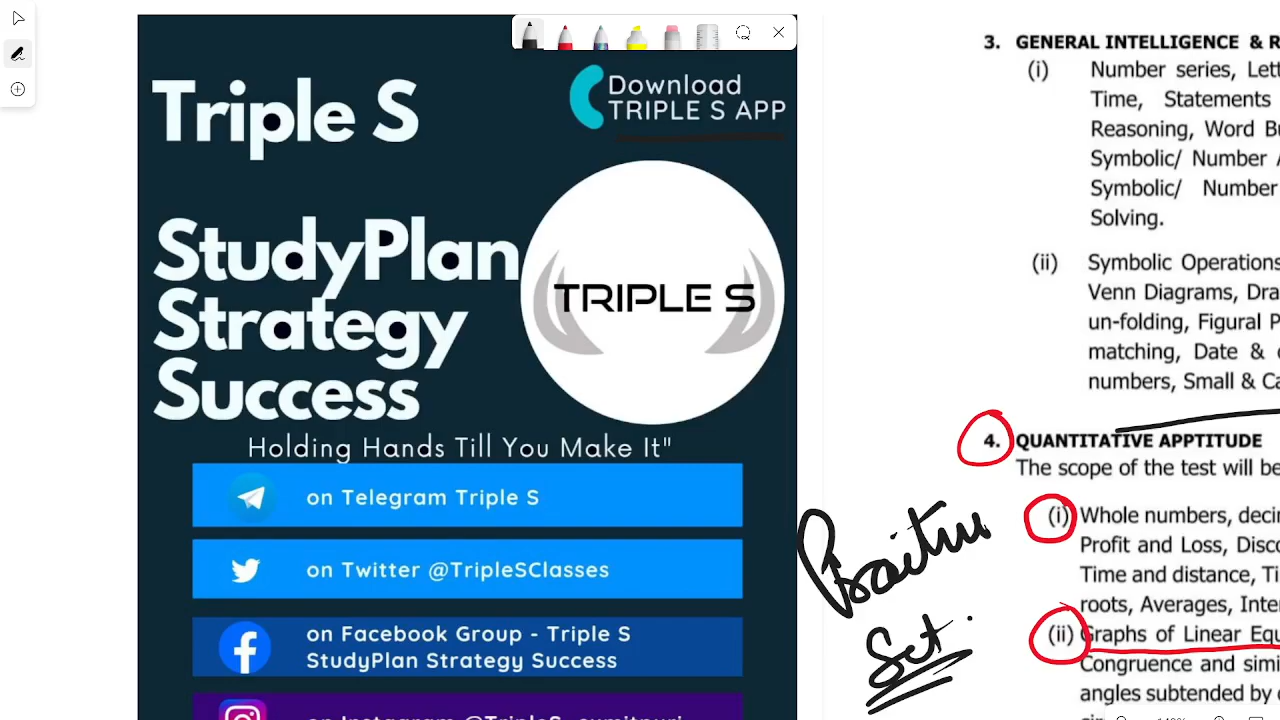 Triple S
Download
TRIPLE S APP
StudyPlan
Strategy
Success
TRIPLE S
Holding Hands Till You Make It"
on Telegram Triple S
on Twitter @TripleSClasses
on Facebook Group - Triple S
StudyPlan Strategy Success
on Instagram @TripleS_sumitpuri
3. GENERAL INTELLIGENCE & R
(i) Number series, Lett
Time, Statements
Reasoning, Word Bu
Symbolic/ Number A
Symbolic/ Number
Solving.
(ii) Symbolic Operations
Venn Diagrams, Dra
un-folding, Figural P
matching, Date &
numbers, Small & Ca
4. QUANTITATIVE APPTITUDE
The scope of the test will be
(i) Whole numbers, decim
Profit and Loss, Disco
Time and distance, Ti
roots, Averages, Inter
(ii) Graphs of Linear Equ
Congruence and simi
angles subtended by
Set.